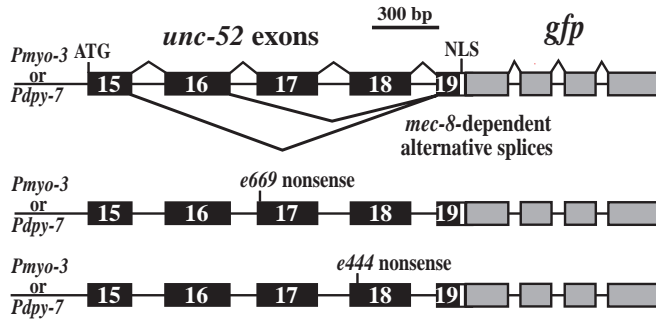 300 bp
unc-52 exons
gfp
ATG
NLS
Pmyo-3
or
Pdpy-7
15 16 17 18 19
mec-8-dependent
alternative splices
e669 nonsense
Pmyo-3
or
Pdpy-7
15 16 17 18 19
e444 nonsense
Pmyo-3
or
Pdpy-7
15 16 17 18 19